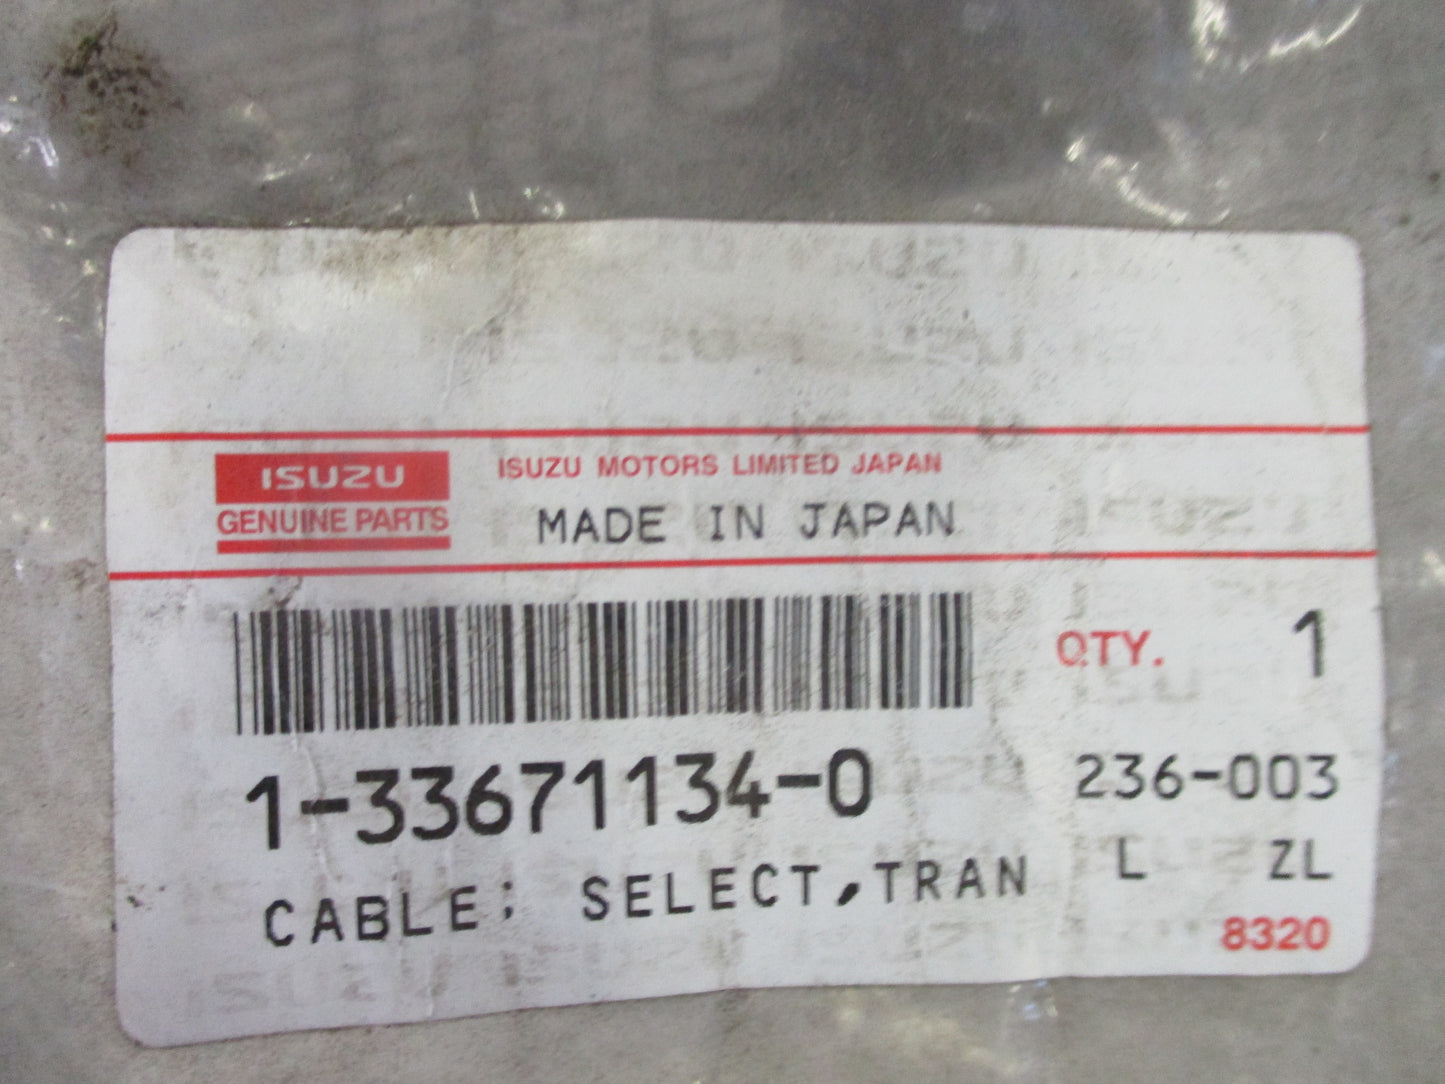 ISUZU
GENUINE PARTS
ISUZU MOTORS LIMITED JAPAN
MADE IN JAPAN
QTY. 1
1-33671134-0
236-003
CABLE; SELECT,TRAN
L ZL
8320